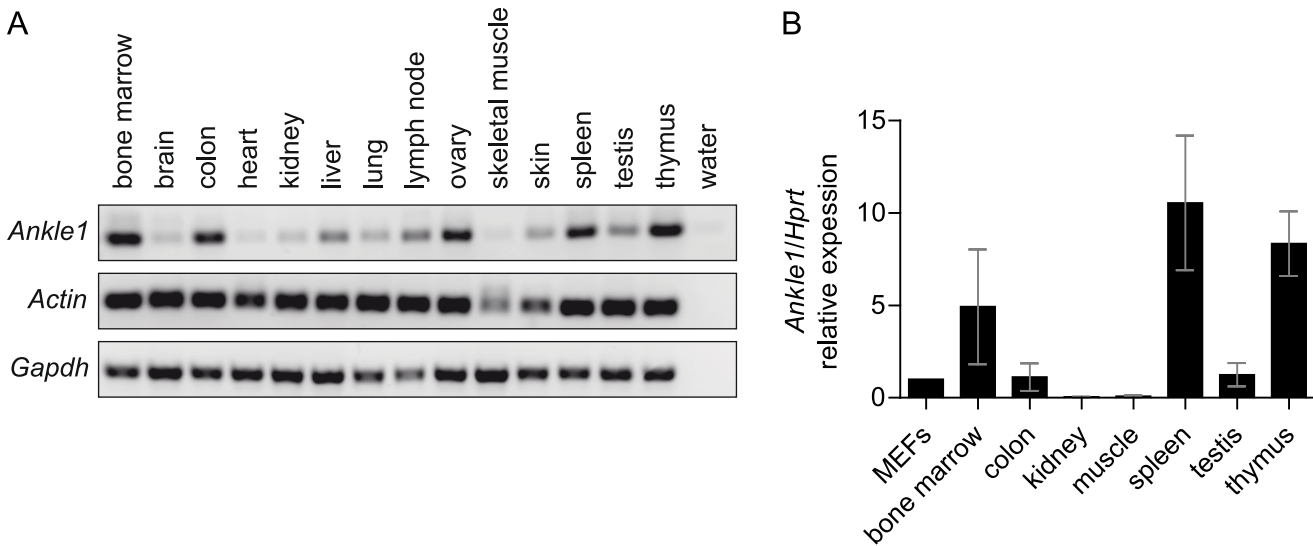 A
bone marrow
brain
colon
heart
kidney
liver
lung
lymph node
ovary
skeletal muscle
skin
spleen
testis
thymus
water
Ankle1
Actin
Gapdh
B
Ankle1/Hprt
relative expession
15
10
5
0
MEFs
bone marrow
colon
kidney
muscle
spleen
testis
thymus